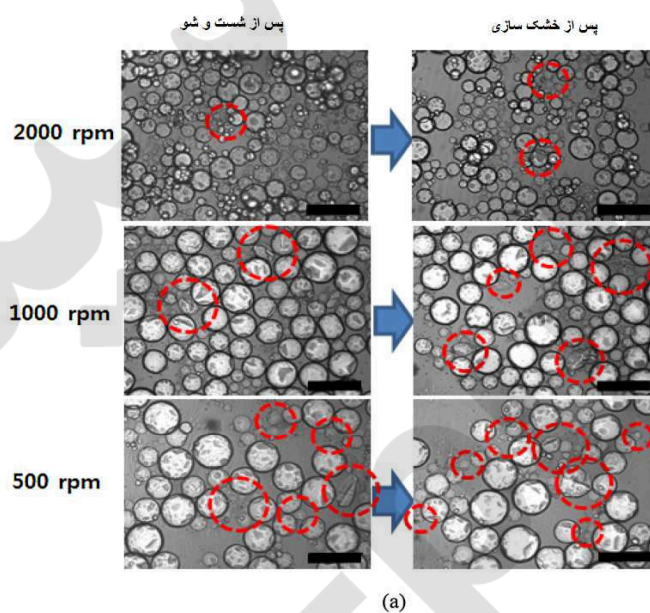 پس از شست و شو
پس از خشک سازی
2000 rpm
1000 rpm
500 rpm
(a)